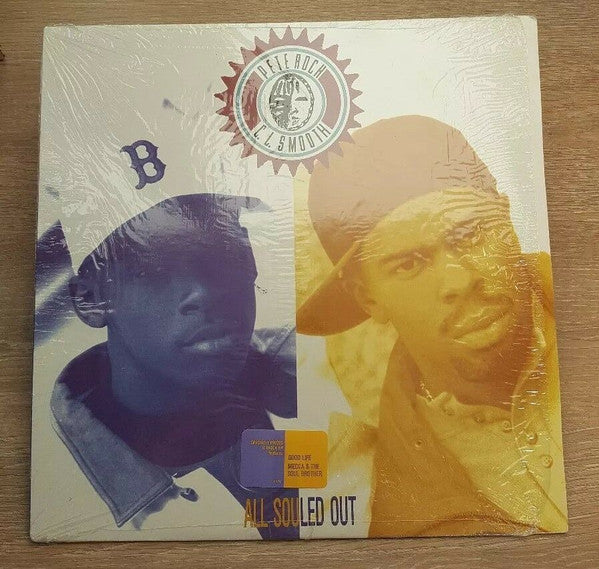 PETE ROCK
C.L. SMOOTH
B
GOOD LIFE
MECCA & THE
SOUL BROTHER
ALL SOULED OUT